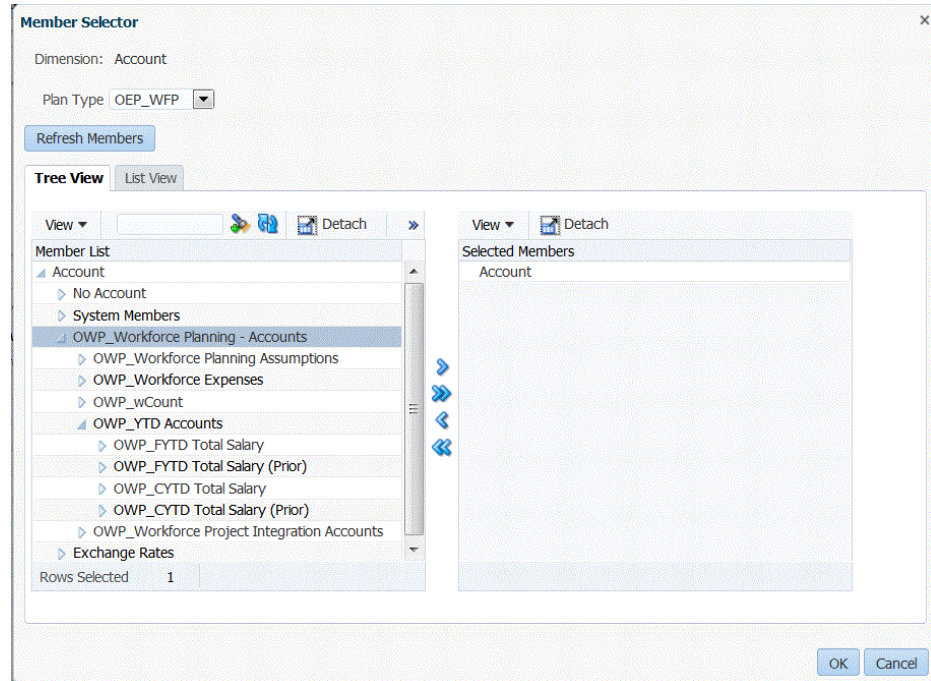 Member Selector
Dimension: Account
Plan Type OEP_WFP
Refresh Members
Tree View List View
View Detach » View Detach
Member List Selected Members
Account Account
No Account
System Members
OWP_Workforce Planning - Accounts
OWP_Workforce Planning Assumptions
OWP_Workforce Expenses
OWP_wCount
OWP_YTD Accounts
OWP_FYTD Total Salary
OWP_FYTD Total Salary (Prior)
OWP_CYTD Total Salary
OWP_CYTD Total Salary (Prior)
OWP_Workforce Project Integration Accounts
Exchange Rates
Rows Selected 1
OK Cancel